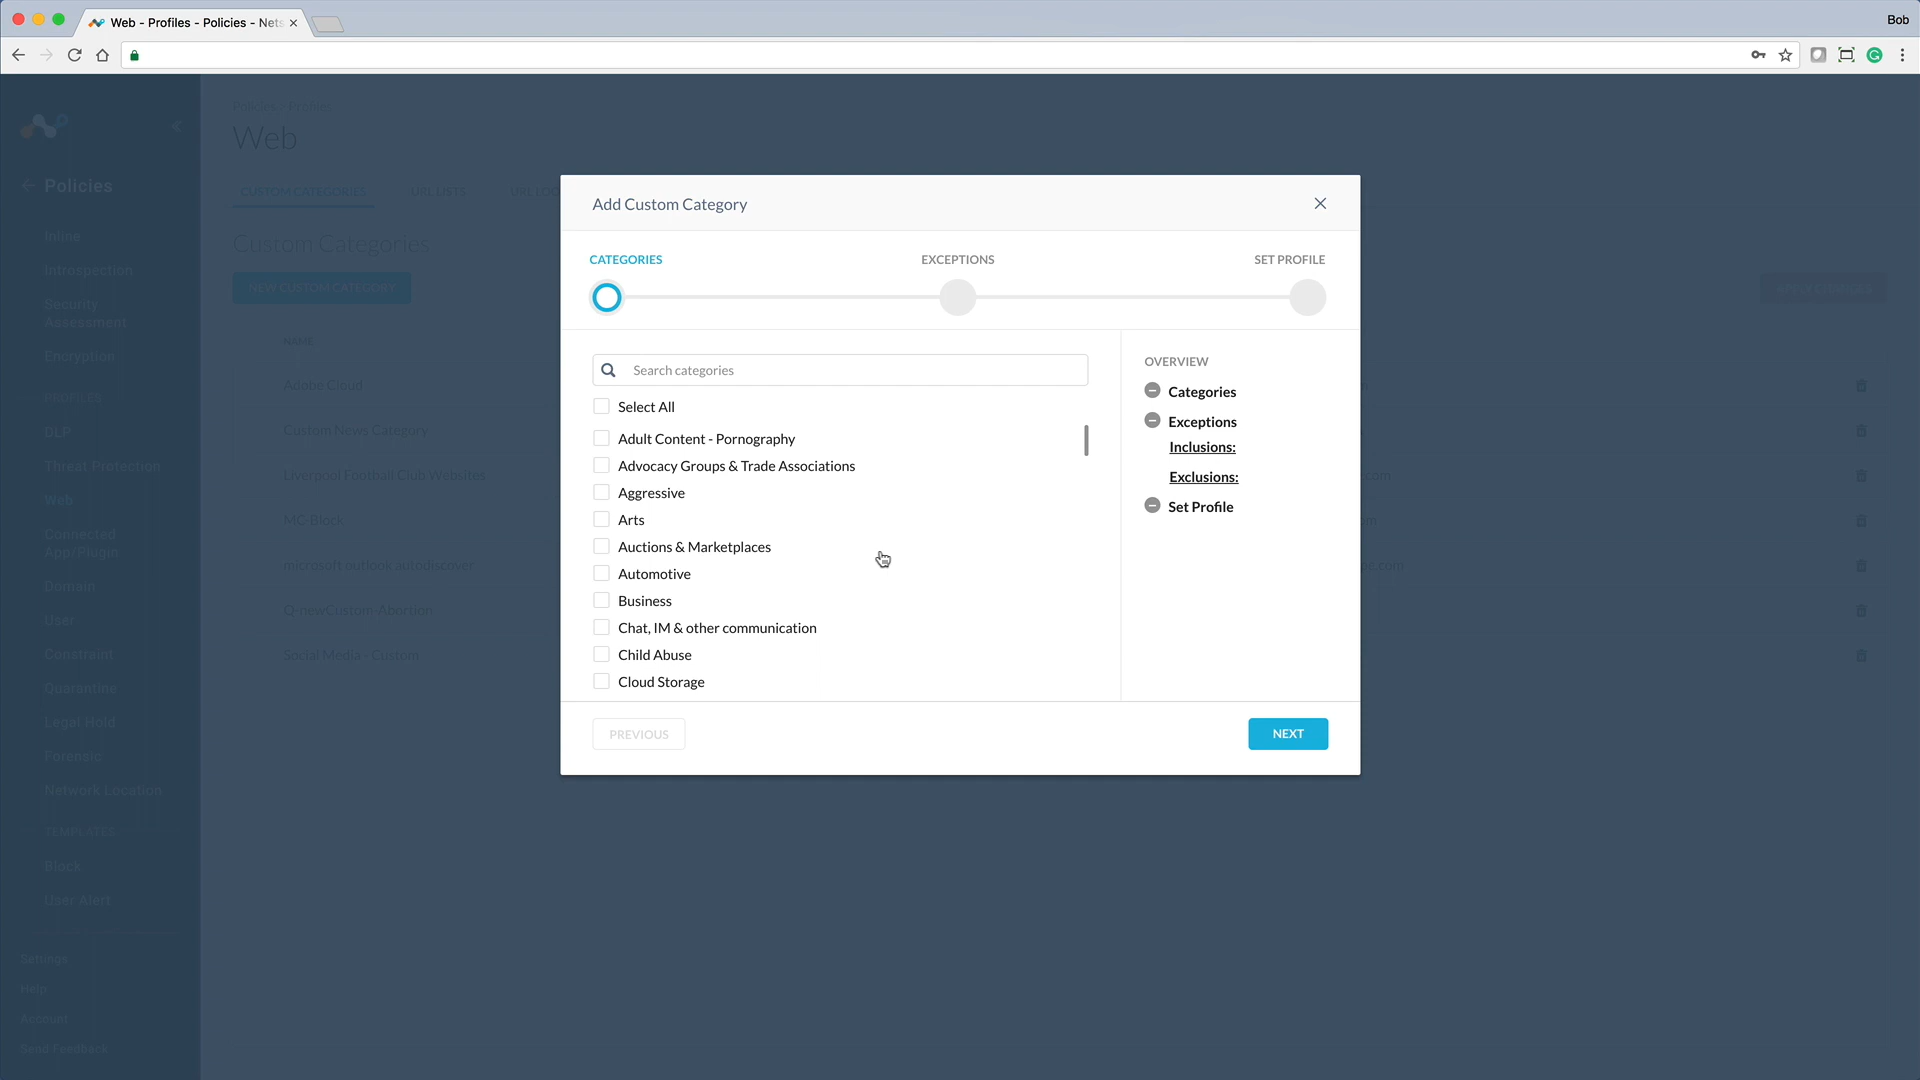 Web - Profiles - Policies - Nets
Bob
Policies > Profiles
Web
Policies
CUSTOM CATEGORIES
URL LISTS
URL LOO
Inline
Introspection
Security
Assessment
Encryption
PROFILES
DLP
Threat Protection
Web
Connected
App/Plugin
Domain
User
Constraint
Quarantine
Legal Hold
Forensic
Network Location
TEMPLATES
Block
User Alert
Settings
Help
Account
Send Feedback
Custom Categories
NEW CUSTOM CATEGORY
NAME
Adobe Cloud
Custom News Category
Liverpool Football Club Websites
MC-Block
microsoft outlook autodiscover
Q-newCustom-Abortion
Social Media - Custom
Add Custom Category
CATEGORIES
EXCEPTIONS
SET PROFILE
Search categories
Select All
Adult Content - Pornography
Advocacy Groups & Trade Associations
Aggressive
Arts
Auctions & Marketplaces
Automotive
Business
Chat, IM & other communication
Child Abuse
Cloud Storage
OVERVIEW
Categories
Exceptions
Inclusions:
Exclusions:
Set Profile
PREVIOUS
NEXT